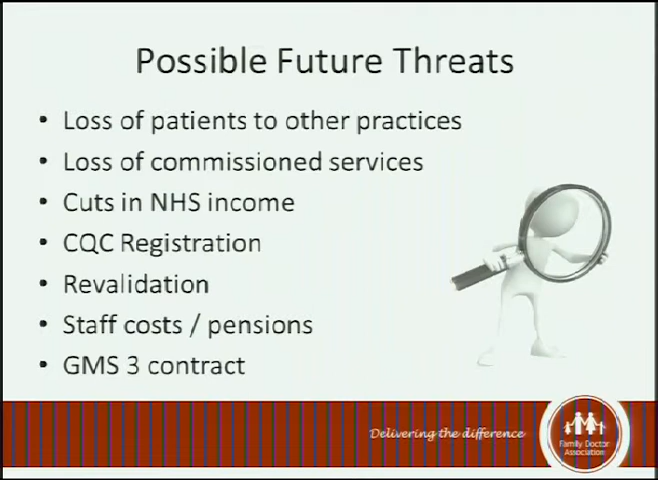 Possible Future Threats
• Loss of patients to other practices
• Loss of commissioned services
• Cuts in NHS income
• CQC Registration
• Revalidation
• Staff costs / pensions
• GMS 3 contract
Delivering the difference
Family Doctor
Association